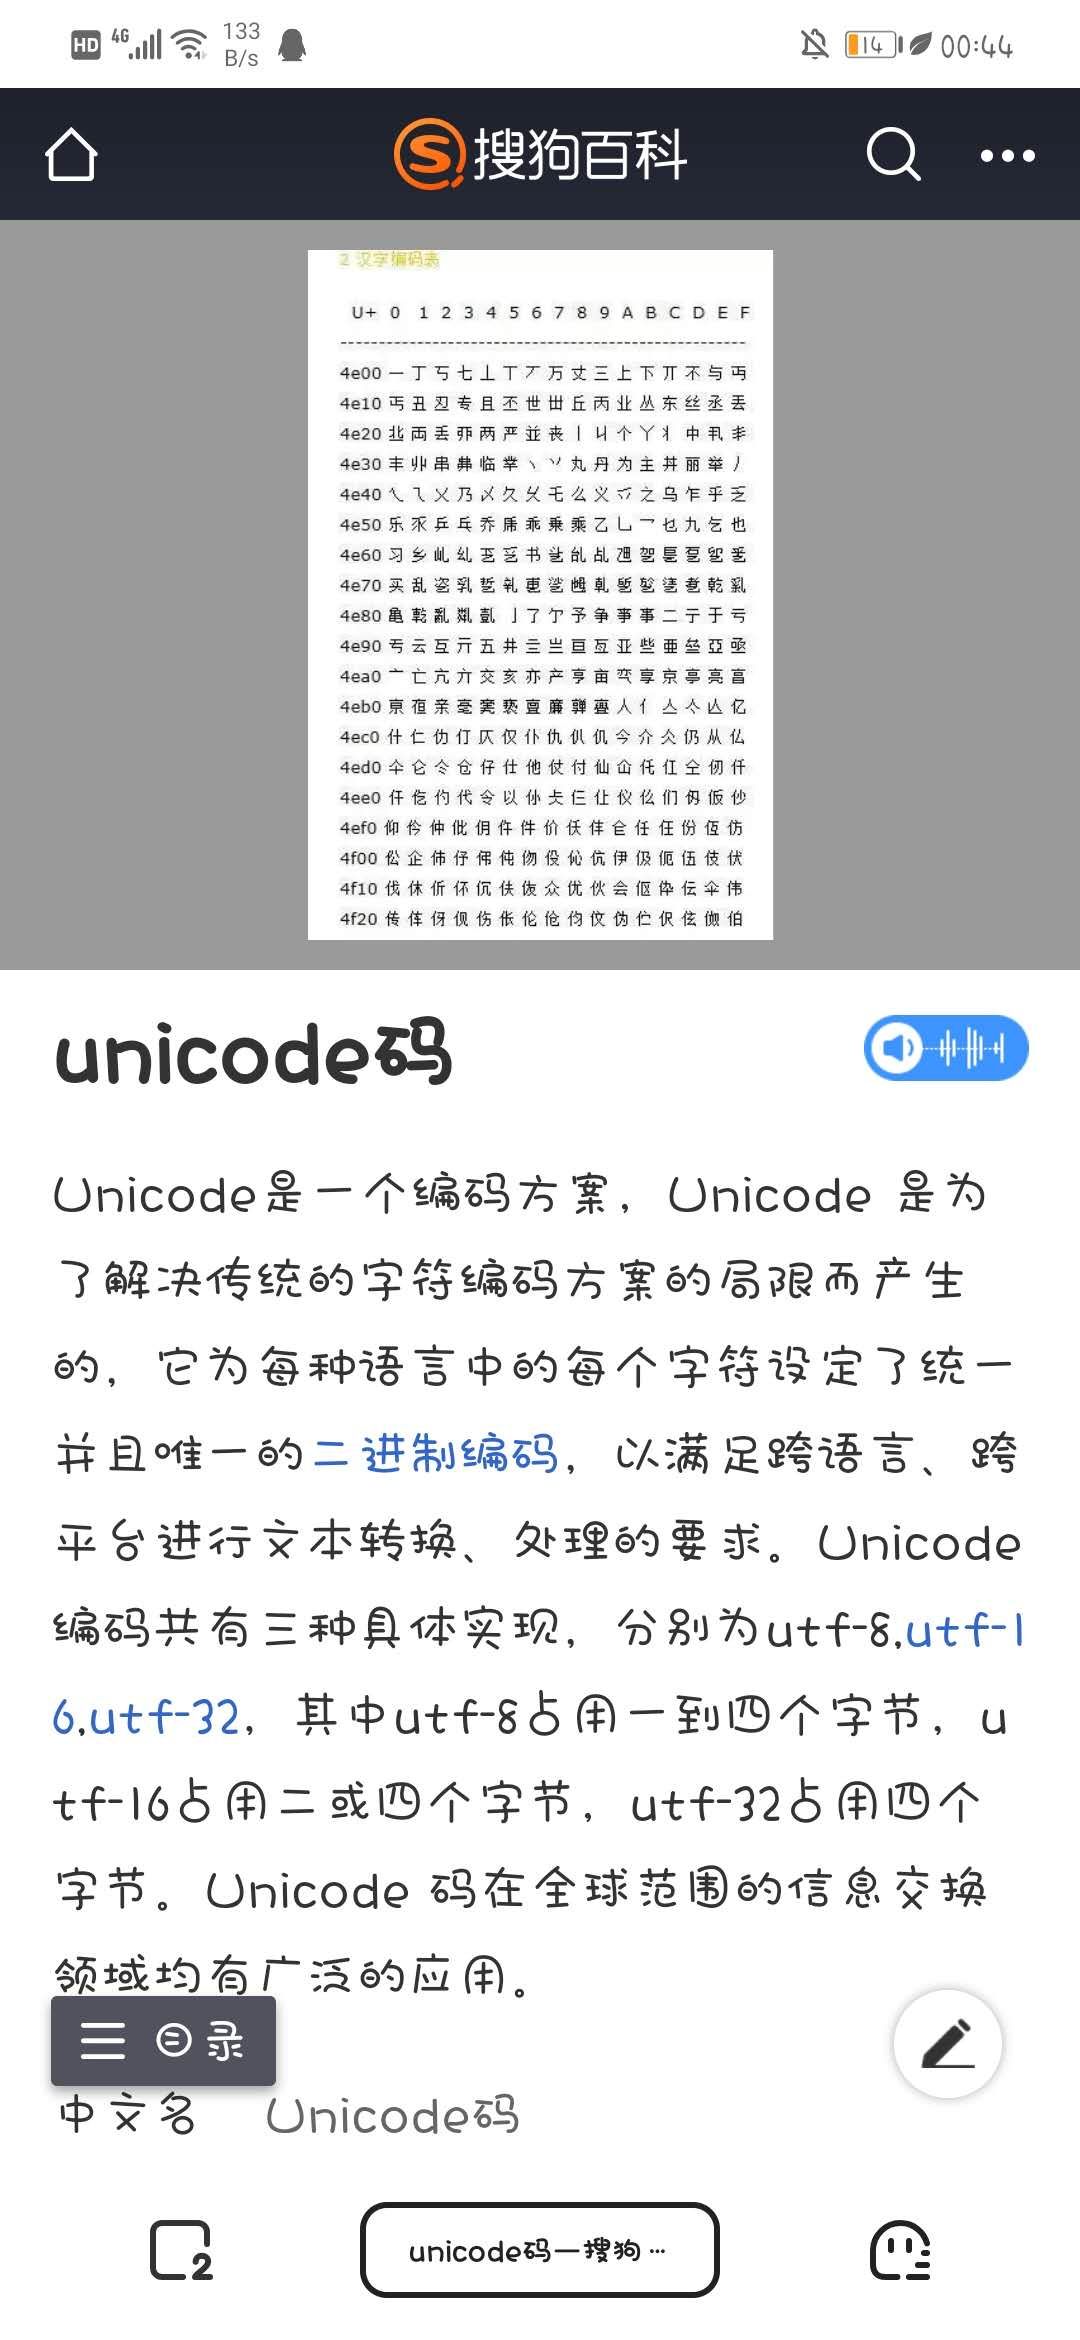 HD 4G 133 B/s 14 00:44
搜狗百科
2 汉字编码表
U+ 0 1 2 3 4 5 6 7 8 9 A B C D E F
4e00 一丁丂七丄丅丆万丈三上下丌不与丏
4e10 丐丑丒专且丕世丗丘丙业丛东丝丞丢
4e20 北両丢丣两严並丧丨丩个丫丬中丮丯
4e30 丰丱串丳临丵丶丷丸丹为主丼丽举丿
4e40 乀乁乂乃乄久乆乇么义乊之乌乍乎乏
4e50 乐乑乒乓乔乕乖乗乘乙乚乛乜九乞也
4e60 习乡乢乣乤乥书乧乨乩乪乫乬乭乮乯
4e70 买乱乲乳乴乵乶乷乸乹乺乻乼乽乾乿
4e80 亀亁亂亃亄亅了亇予争亊事二亍于亏
4e90 亐云互亓五井亖亗亘亙亚些亜亝亞亟
4ea0 亠亡亢亣交亥亦产亨亩亪享京亭亮亯
4eb0 亰亱亲亳亴亵亶亷亸亹人亻亼亽亾亿
4ec0 什仁仂仃仄仅仆仇仈仉今介仌仍从仏
4ed0 仐仑仒仓仔仕他仗付仙仚仛仜仝仞仟
4ee0 仠仡仢代令以仦仧仨仩仪仫们仭仮仯
4ef0 仰仱仲仳仴仵件价仸仹仺任仼份仾仿
4f00 伀企伂伃伄伅伆伇伈伉伊伋伌伍伎伏
4f10 伐休伒伓伔伕伖众优伙会伛伜伝伞伟
4f20 传伡伢伣伤伥伦伧伨伩伪伫伬伭伮伯
unicode码
Unicode是一个编码方案，Unicode 是为
了解决传统的字符编码方案的局限而产生
的，它为每种语言中的每个字符设定了统一
并且唯一的二进制编码，以满足跨语言、跨
平台进行文本转换、处理的要求。Unicode
编码共有三种具体实现，分别为utf-8,utf-1
6,utf-32，其中utf-8占用一到四个字节，u
tf-16占用二或四个字节，utf-32占用四个
字节。Unicode 码在全球范围的信息交换
领域均有广泛的应用。
目录
中文名 Unicode码
2 unicode码—搜狗 ...